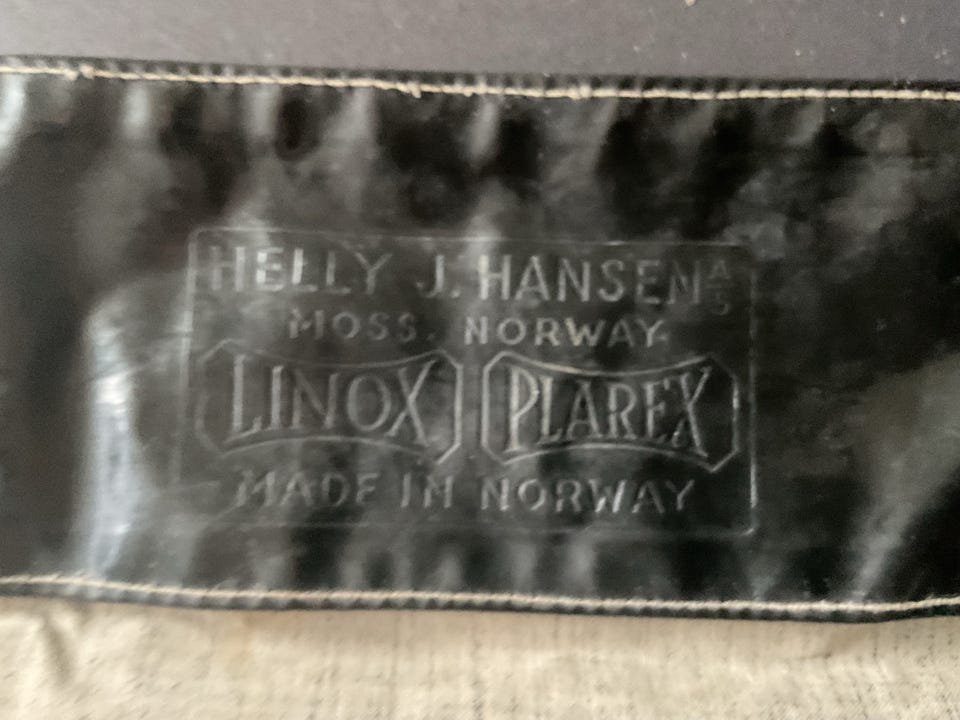 HELLY J. HANSEN A/S
MOSS. NORWAY
LINOX PLAREX
MADE IN NORWAY